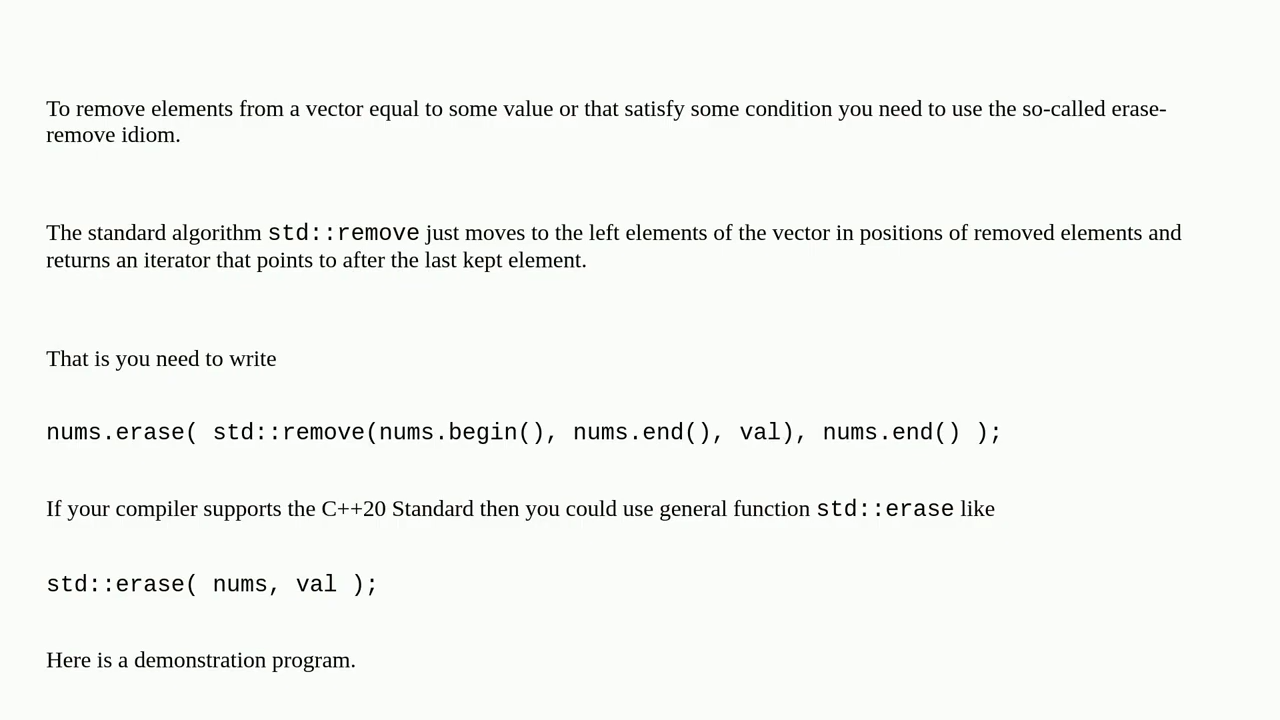 To remove elements from a vector equal to some value or that satisfy some condition you need to use the so-called erase-
remove idiom.
The standard algorithm std::remove just moves to the left elements of the vector in positions of removed elements and
returns an iterator that points to after the last kept element.
That is you need to write
nums.erase( std::remove(nums.begin(), nums.end(), val), nums.end() );
If your compiler supports the C++20 Standard then you could use general function std::erase like
std::erase( nums, val );
Here is a demonstration program.